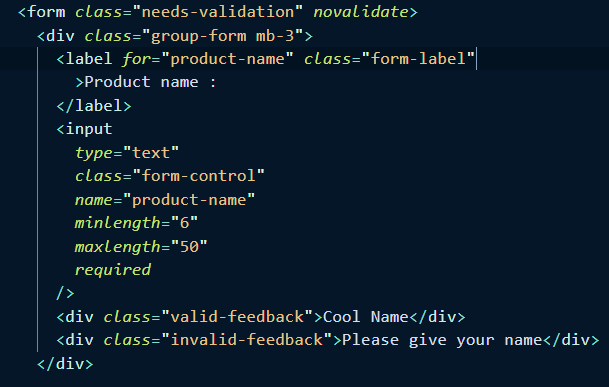 <form class="needs-validation" novalidate>
<div class="group-form mb-3">
<label for="product-name" class="form-label"
>Product name :
</label>
<input
type="text"
class="form-control"
name="product-name"
minlength="6"
maxlength="50"
required
/>
<div class="valid-feedback">Cool Name</div>
<div class="invalid-feedback">Please give your name</div>
</div>